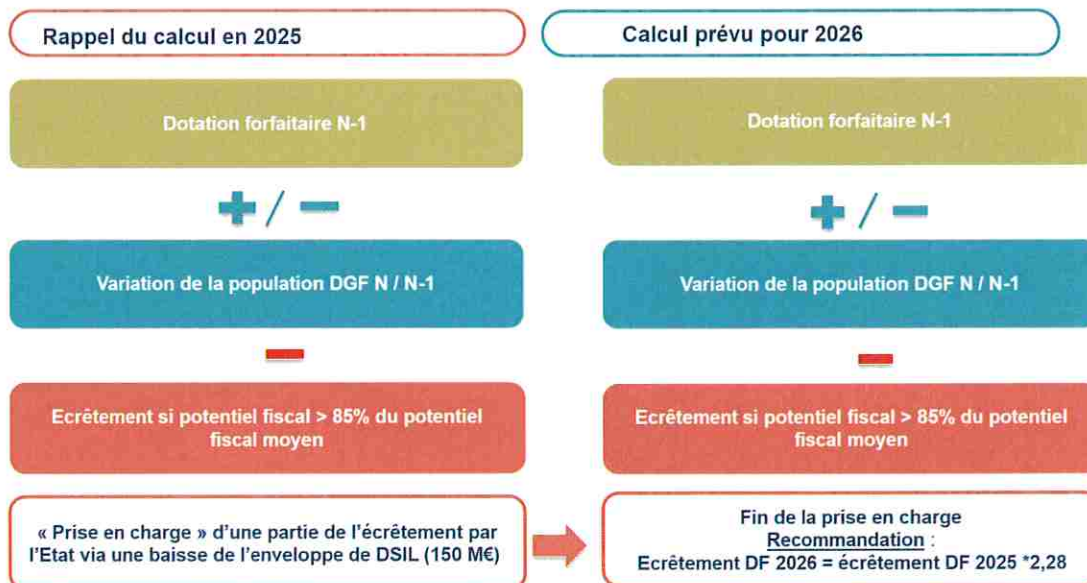 Rappel du calcul en 2025
Dotation forfaitaire N-1
+ / −
Variation de la population DGF N / N-1
−
Ecrêtement si potentiel fiscal > 85% du potentiel
fiscal moyen
« Prise en charge » d'une partie de l'écrêtement par
l'Etat via une baisse de l'enveloppe de DSIL (150 M€)
Calcul prévu pour 2026
Dotation forfaitaire N-1
+ / −
Variation de la population DGF N / N-1
−
Ecrêtement si potentiel fiscal > 85% du potentiel
fiscal moyen
Fin de la prise en charge
Recommandation :
Ecrêtement DF 2026 = écrêtement DF 2025 *2,28